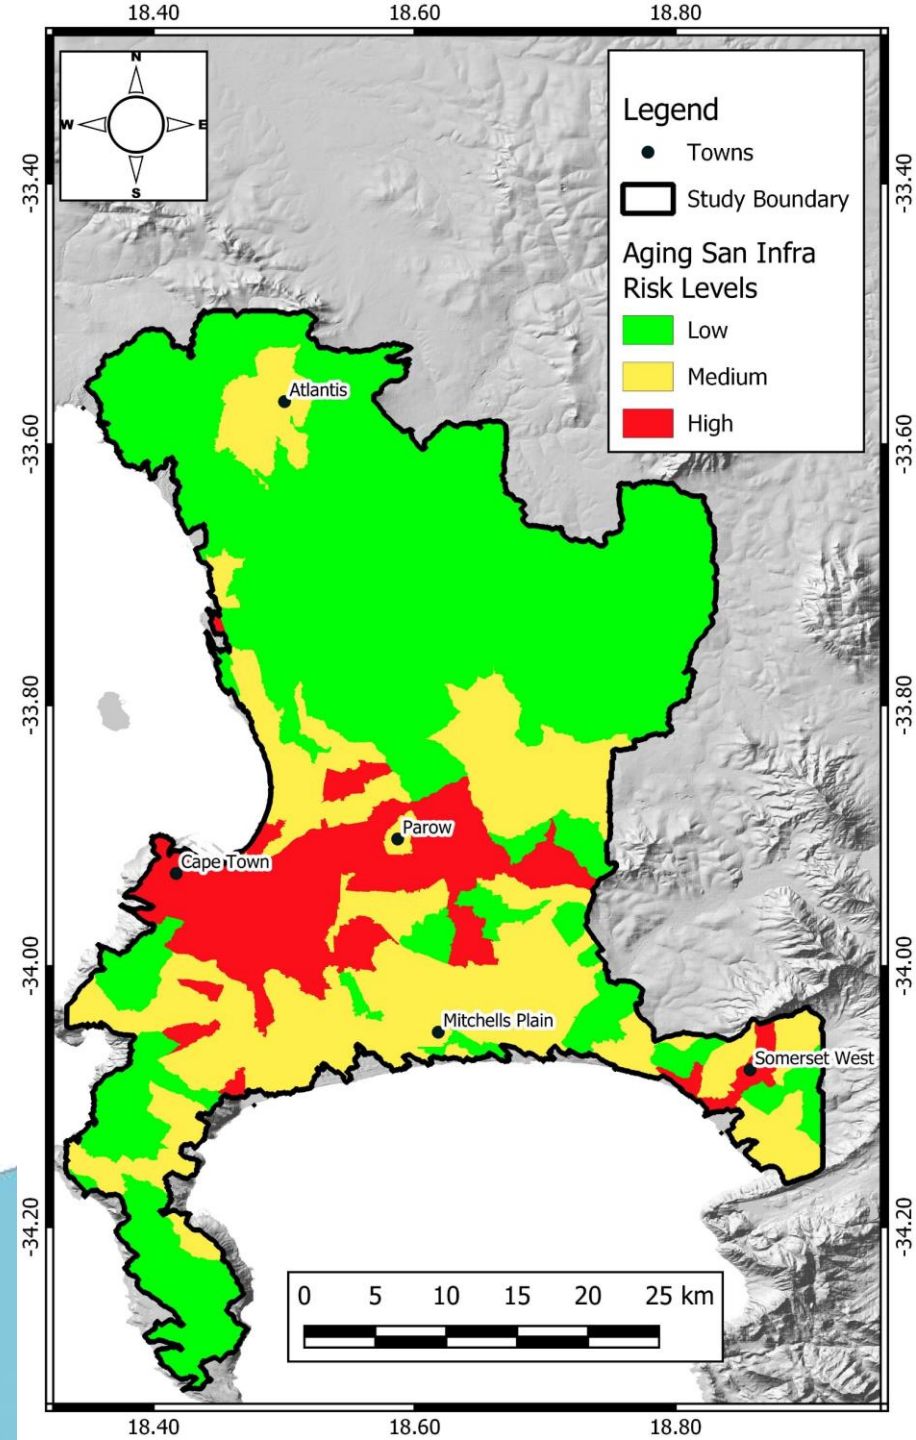 18.40 18.60 18.80
N
W E
S
Legend
Towns
Study Boundary
Aging San Infra
Risk Levels
Low
Medium
High
-33.40 -33.40
Atlantis
-33.60 -33.60
-33.80 -33.80
Parow
Cape Town
-34.00 -34.00
Mitchells Plain
Somerset West
-34.20 -34.20
0 5 10 15 20 25 km
18.40 18.60 18.80